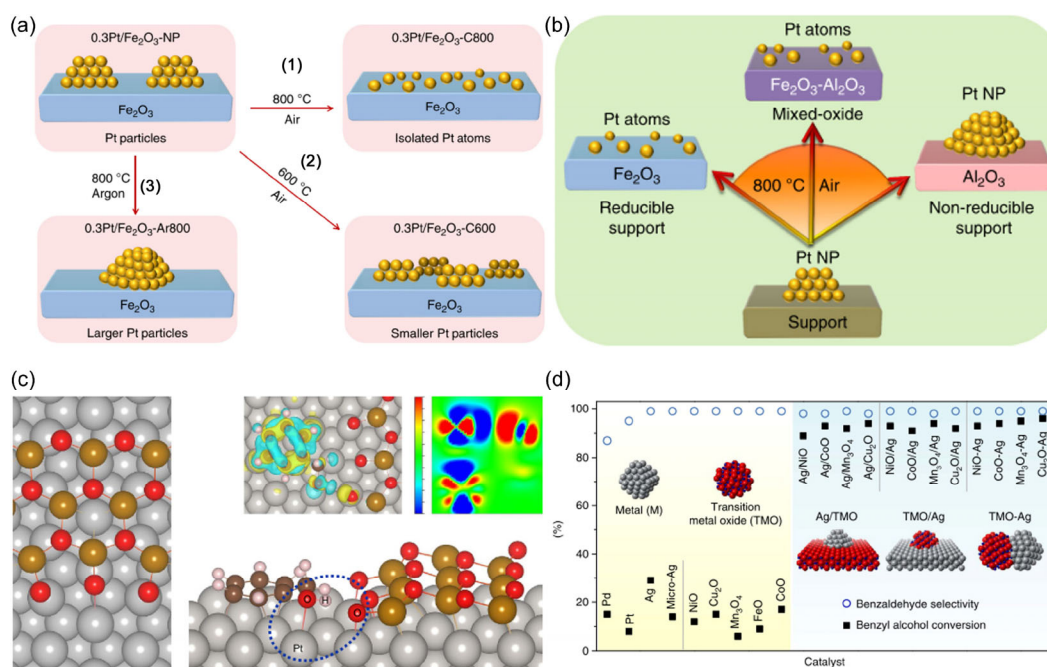 (a)
0.3Pt/Fe₂O₃-NP
Fe₂O₃
Pt particles
(1)
800 °C
Air
0.3Pt/Fe₂O₃-C800
Fe₂O₃
Isolated Pt atoms
800 °C
Argon
(3)
(2)
600 °C
Air
0.3Pt/Fe₂O₃-Ar800
Fe₂O₃
Larger Pt particles
0.3Pt/Fe₂O₃-C600
Fe₂O₃
Smaller Pt particles
(b)
Pt atoms
Fe₂O₃-Al₂O₃
Mixed-oxide
Pt atoms
Fe₂O₃
Reducible
support
Pt NP
Al₂O₃
Non-reducible
support
800 °C
Air
Pt NP
Support
(c)
O
H
O
O
Pt
(d)
100
80
60
40
20
0
(%)
Ag/NiO
Ag/CoO
Ag/Mn₃O₄
Ag/Cu₂O
NiO/Ag
CoO/Ag
Mn₃O₄/Ag
Cu₂O/Ag
NiO-Ag
CoO-Ag
Mn₃O₄-Ag
Cu₂O-Ag
Metal (M)
Transition
metal oxide (TMO)
Ag/TMO
TMO/Ag
TMO-Ag
Pd
Pt
Ag
Micro-Ag
NiO
Cu₂O
Mn₃O₄
FeO
CoO
Benzaldehyde selectivity
Benzyl alcohol conversion
Catalyst